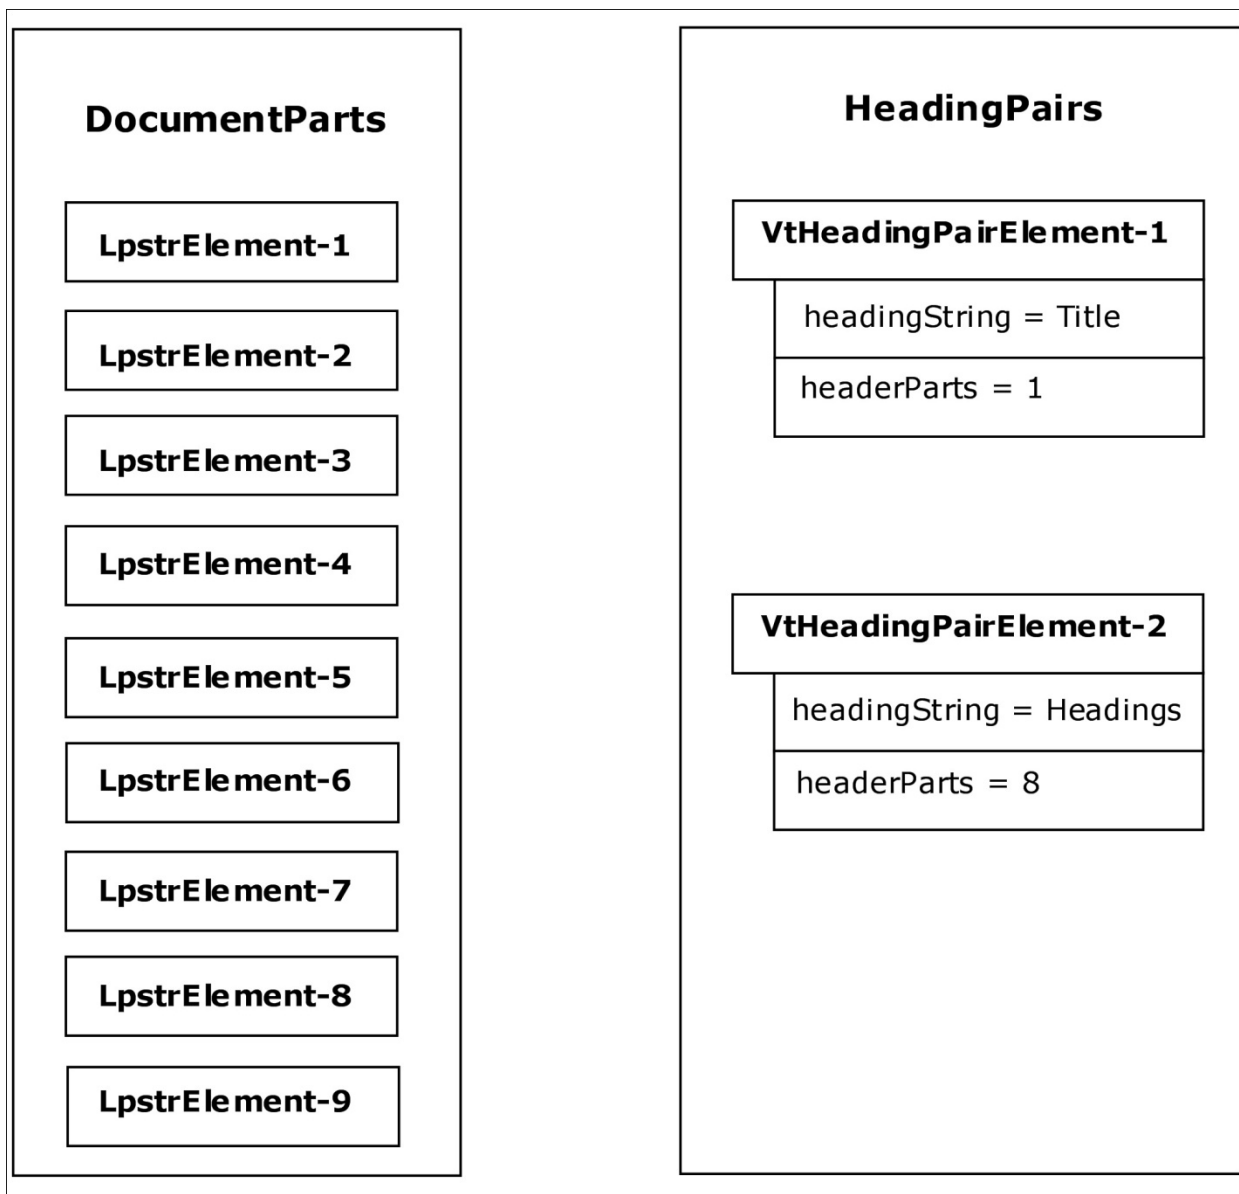 DocumentParts
LpstrElement-1
LpstrElement-2
LpstrElement-3
LpstrElement-4
LpstrElement-5
LpstrElement-6
LpstrElement-7
LpstrElement-8
LpstrElement-9
HeadingPairs
VtHeadingPairElement-1
headingString = Title
headerParts = 1
VtHeadingPairElement-2
headingString = Headings
headerParts = 8